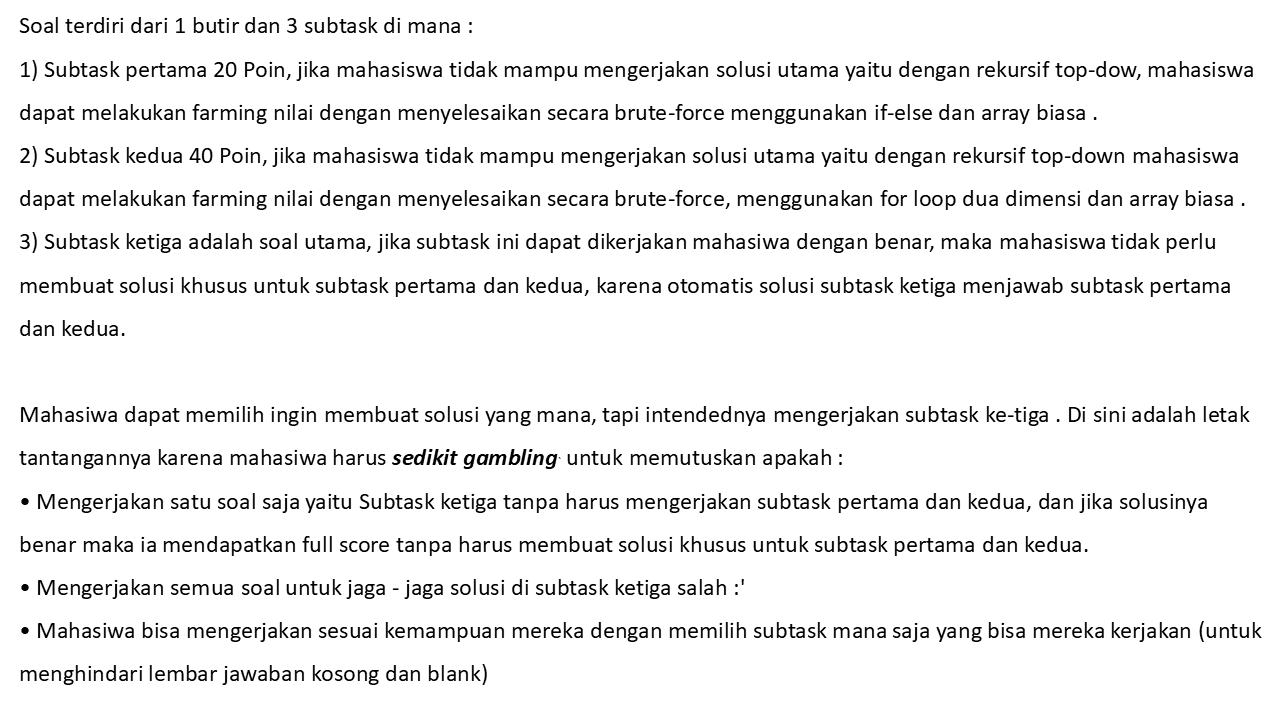 Soal terdiri dari 1 butir dan 3 subtask di mana :
1) Subtask pertama 20 Poin, jika mahasiswa tidak mampu mengerjakan solusi utama yaitu dengan rekursif top-dow, mahasiswa
dapat melakukan farming nilai dengan menyelesaikan secara brute-force menggunakan if-else dan array biasa .
2) Subtask kedua 40 Poin, jika mahasiswa tidak mampu mengerjakan solusi utama yaitu dengan rekursif top-down mahasiswa
dapat melakukan farming nilai dengan menyelesaikan secara brute-force, menggunakan for loop dua dimensi dan array biasa .
3) Subtask ketiga adalah soal utama, jika subtask ini dapat dikerjakan mahasiwa dengan benar, maka mahasiswa tidak perlu
membuat solusi khusus untuk subtask pertama dan kedua, karena otomatis solusi subtask ketiga menjawab subtask pertama
dan kedua.
Mahasiwa dapat memilih ingin membuat solusi yang mana, tapi intendednya mengerjakan subtask ke-tiga . Di sini adalah letak
tantangannya karena mahasiwa harus sedikit gambling untuk memutuskan apakah :
• Mengerjakan satu soal saja yaitu Subtask ketiga tanpa harus mengerjakan subtask pertama dan kedua, dan jika solusinya
benar maka ia mendapatkan full score tanpa harus membuat solusi khusus untuk subtask pertama dan kedua.
• Mengerjakan semua soal untuk jaga - jaga solusi di subtask ketiga salah :'
• Mahasiwa bisa mengerjakan sesuai kemampuan mereka dengan memilih subtask mana saja yang bisa mereka kerjakan (untuk
menghindari lembar jawaban kosong dan blank)